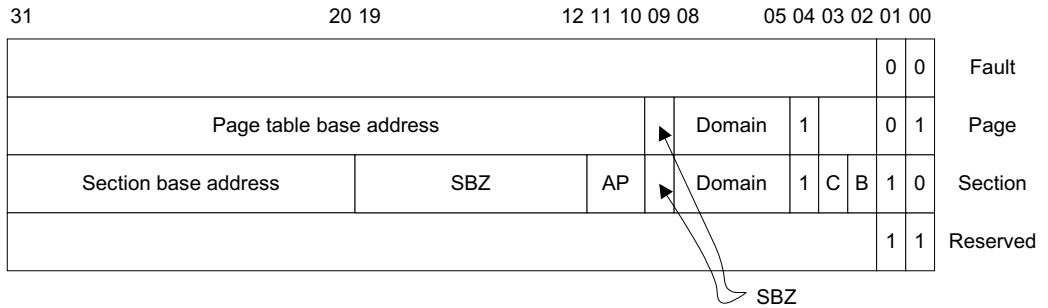 31 20 19 12 11 10 09 08 05 04 03 02 01 00
0 0 Fault
Page table base address Domain 1 0 1 Page
Section base address SBZ AP Domain 1 C B 1 0 Section
1 1 Reserved
SBZ